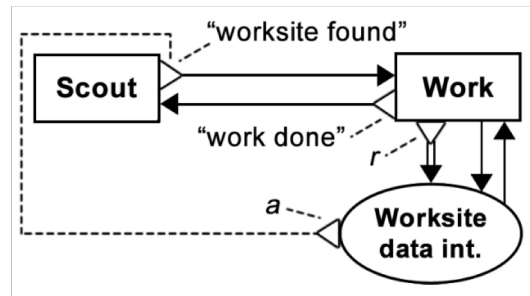 “worksite found”
Scout
Work
“work done”
r
a
Worksite
data int.